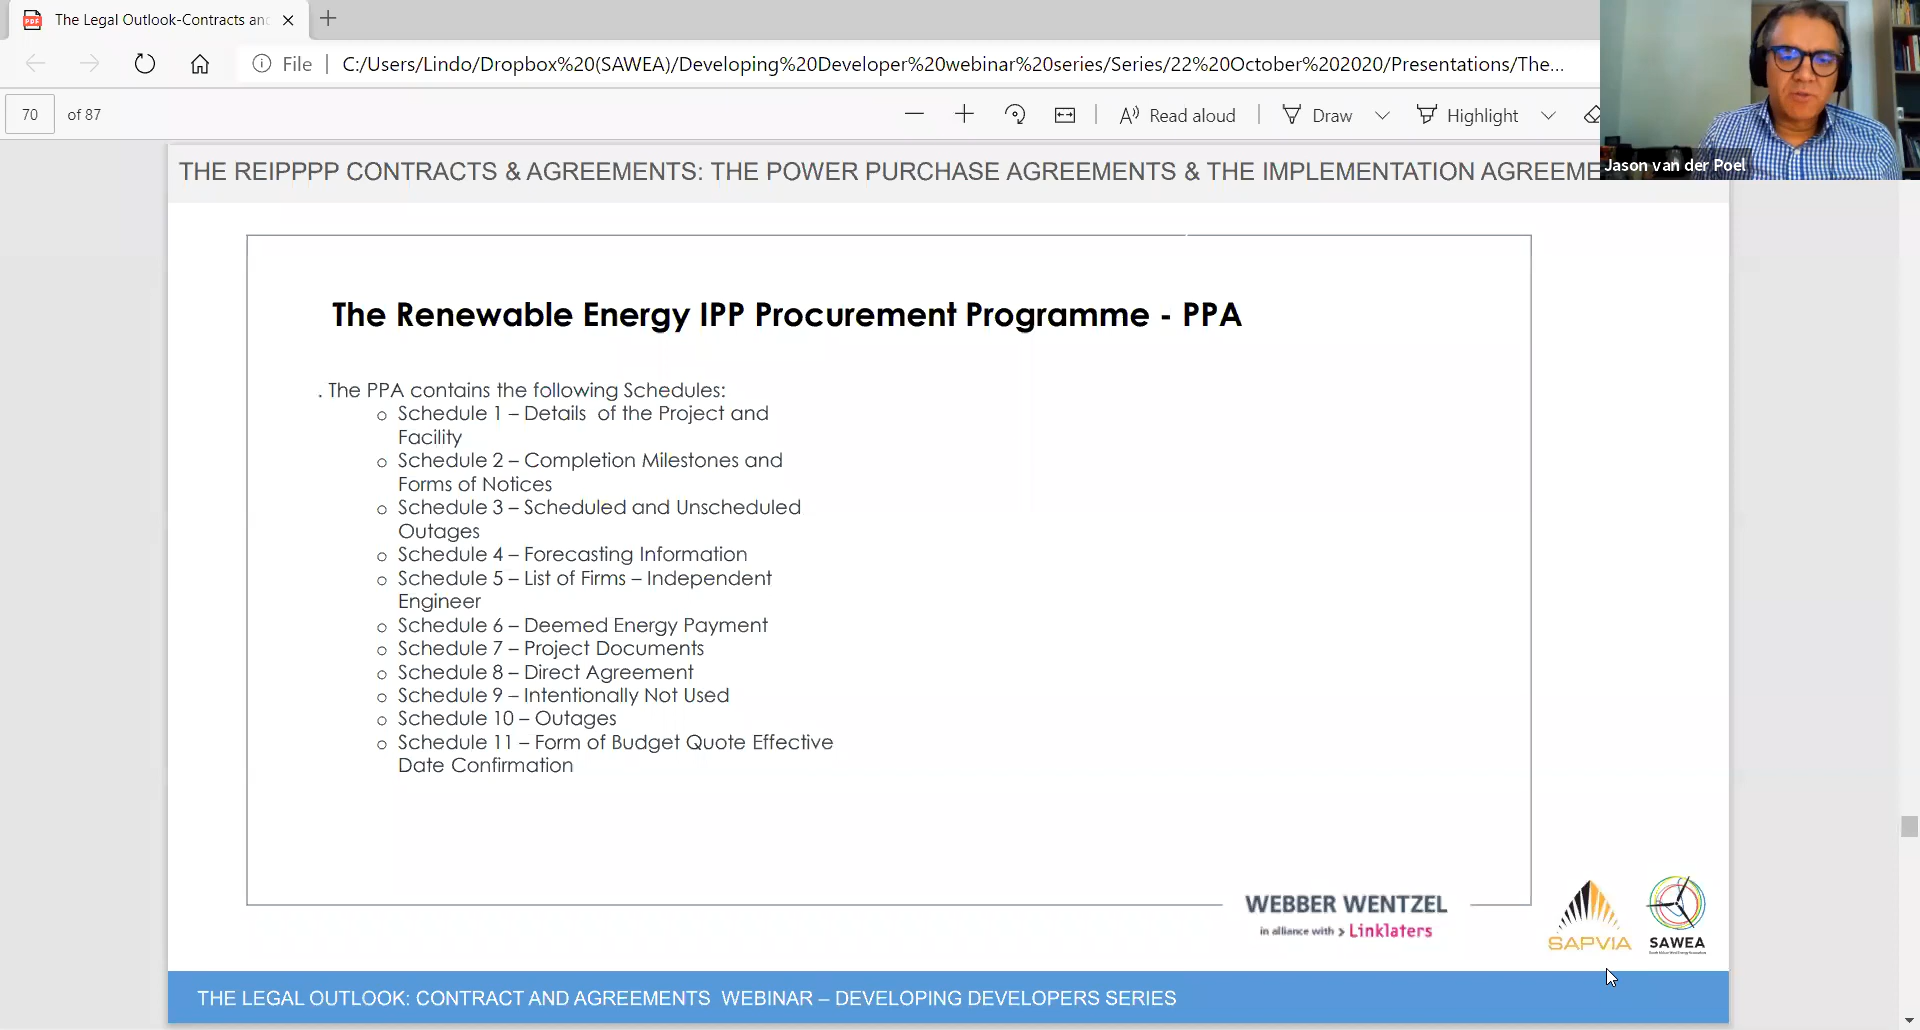 The Legal Outlook-Contracts an
File
C:/Users/Lindo/Dropbox%20(SAWEA)/Developing%20Developer%20webinar%20series/Series/22%20October%202020/Presentations/The...
70 of 87
Read aloud
Draw
Highlight
Jason van der Poel
THE REIPPPP CONTRACTS & AGREEMENTS: THE POWER PURCHASE AGREEMENTS & THE IMPLEMENTATION AGREEME
The Renewable Energy IPP Procurement Programme - PPA
. The PPA contains the following Schedules:
o Schedule 1 – Details of the Project and
Facility
o Schedule 2 – Completion Milestones and
Forms of Notices
o Schedule 3 – Scheduled and Unscheduled
Outages
o Schedule 4 – Forecasting Information
o Schedule 5 – List of Firms – Independent
Engineer
o Schedule 6 – Deemed Energy Payment
o Schedule 7 – Project Documents
o Schedule 8 – Direct Agreement
o Schedule 9 – Intentionally Not Used
o Schedule 10 – Outages
o Schedule 11 – Form of Budget Quote Effective
Date Confirmation
WEBBER WENTZEL
in alliance with > Linklaters
SAPVIA
SAWEA
THE LEGAL OUTLOOK: CONTRACT AND AGREEMENTS WEBINAR – DEVELOPING DEVELOPERS SERIES